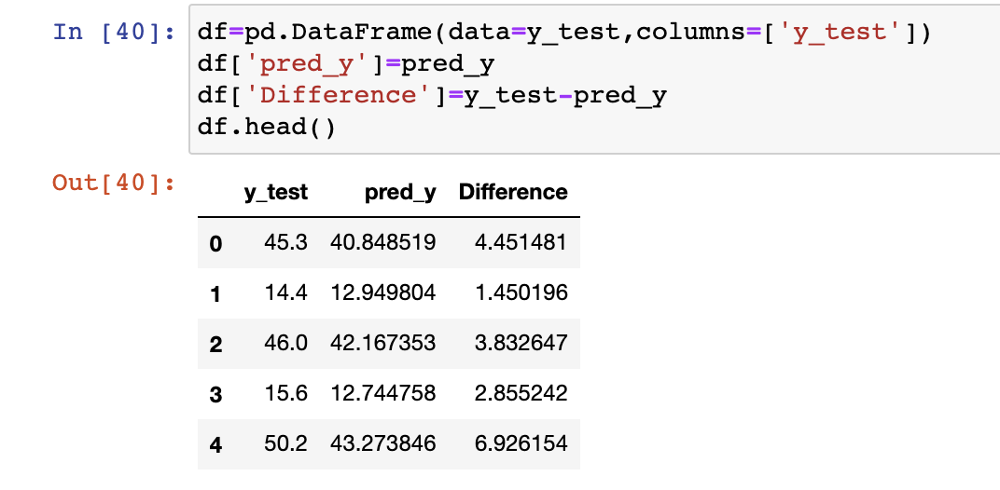 In [40]: df=pd.DataFrame(data=y_test,columns=['y_test'])
df['pred_y']=pred_y
df['Difference']=y_test-pred_y
df.head()
Out[40]:
y_test pred_y Difference
0 45.3 40.848519 4.451481
1 14.4 12.949804 1.450196
2 46.0 42.167353 3.832647
3 15.6 12.744758 2.855242
4 50.2 43.273846 6.926154